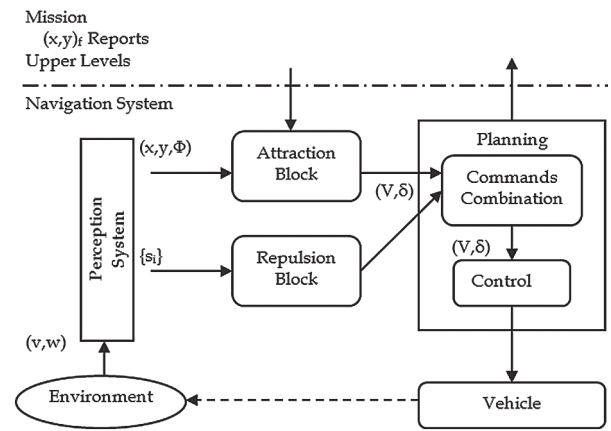 Mission
(x,y)f Reports
Upper Levels
Navigation System
Planning
(x,y,Φ)
Attraction
Block
(V,δ)
Commands
Combination
Perception
System
{si}
Repulsion
Block
(V,δ)
Control
(v,w)
Environment
Vehicle